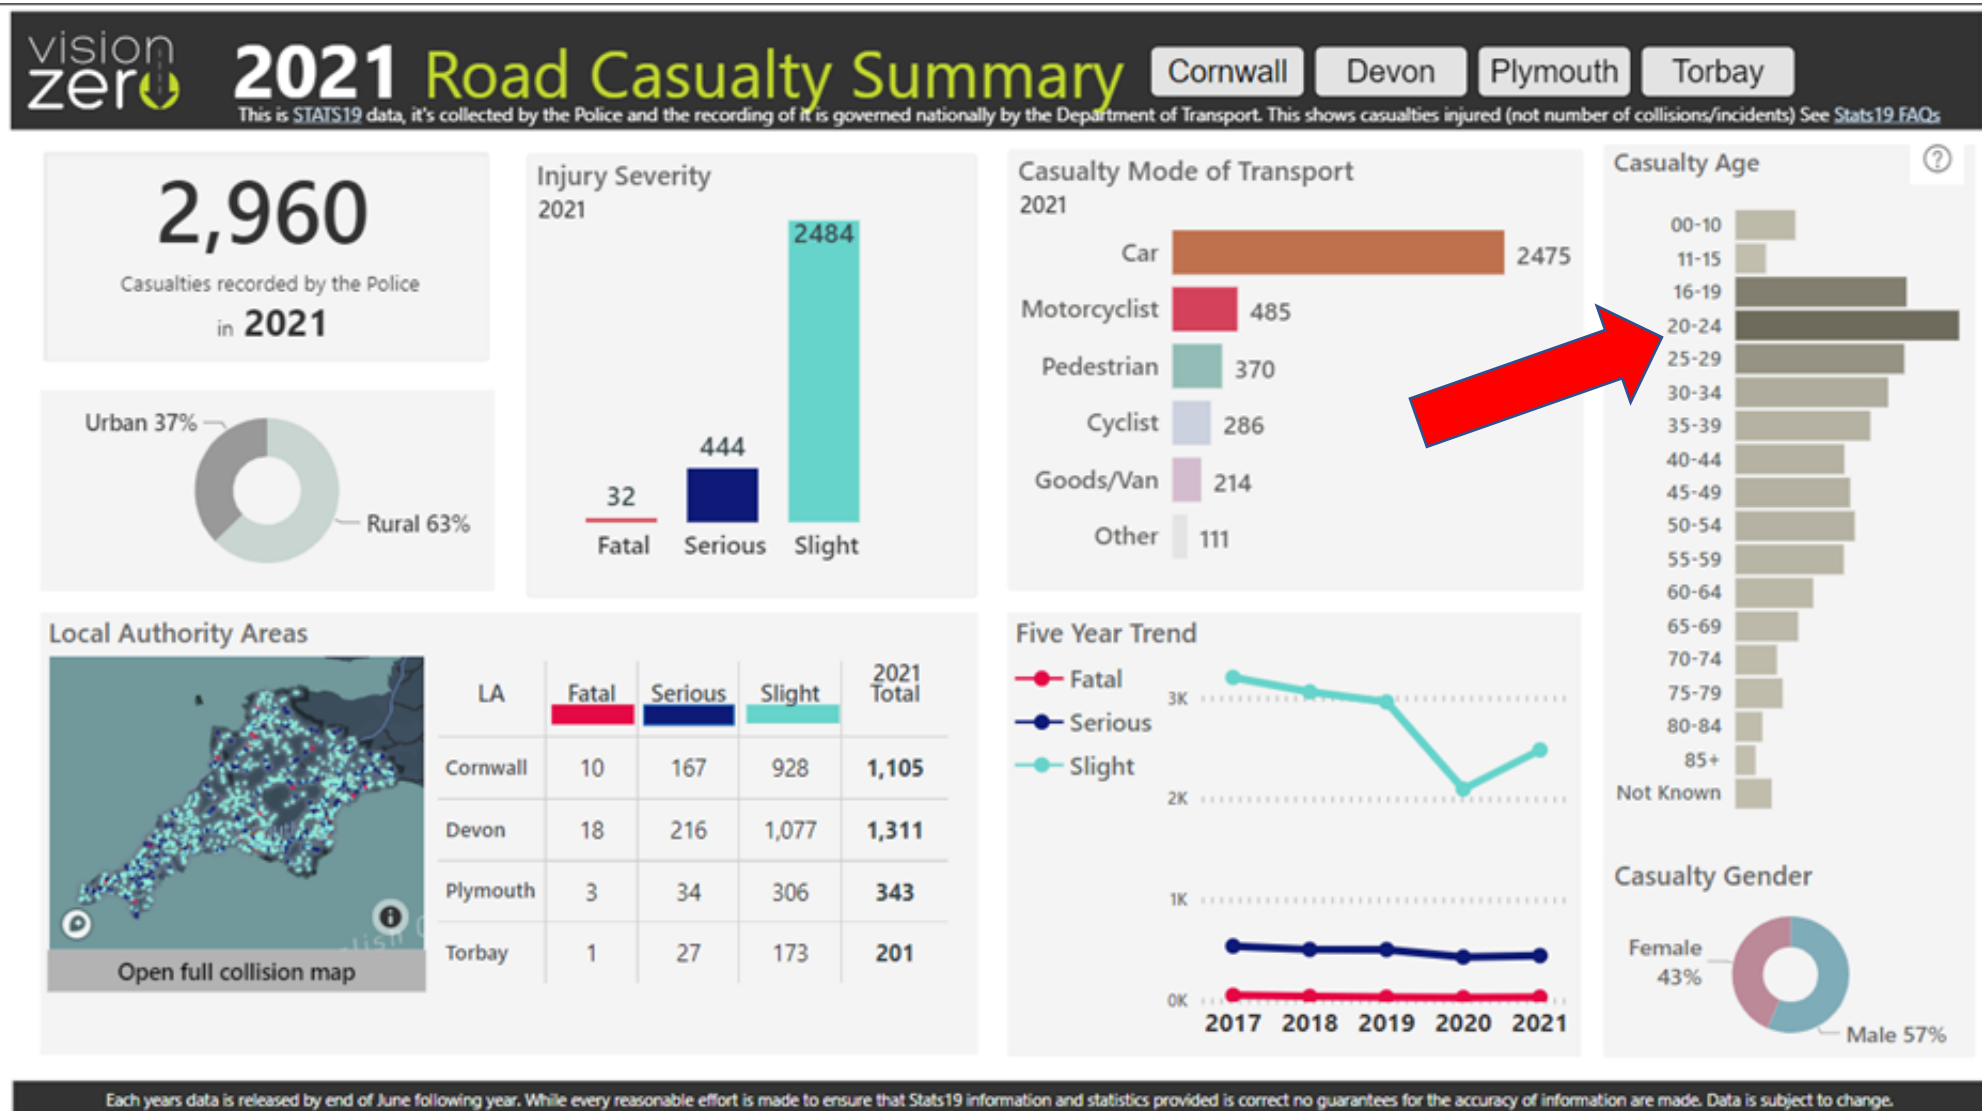 vision
zero
2021 Road Casualty Summary
Cornwall
Devon
Plymouth
Torbay
This is STATS19 data, it's collected by the Police and the recording of it is governed nationally by the Department of Transport. This shows casualties injured (not number of collisions/incidents) See Stats19 FAQs
2,960
Casualties recorded by the Police
in 2021
Urban 37%
Rural 63%
Injury Severity
2021
2484
444
32
Fatal Serious Slight
Casualty Mode of Transport
2021
Car 2475
Motorcyclist 485
Pedestrian 370
Cyclist 286
Goods/Van 214
Other 111
Casualty Age
?
00-10
11-15
16-19
20-24
25-29
30-34
35-39
40-44
45-49
50-54
55-59
60-64
65-69
70-74
75-79
80-84
85+
Not Known
Local Authority Areas
Open full collision map
LA Fatal Serious Slight 2021 Total
Cornwall 10 167 928 1,105
Devon 18 216 1,077 1,311
Plymouth 3 34 306 343
Torbay 1 27 173 201
Five Year Trend
Fatal
Serious
Slight
3K
2K
1K
0K
2017 2018 2019 2020 2021
Casualty Gender
Female
43%
Male 57%
Each years data is released by end of June following year. While every reasonable effort is made to ensure that Stats19 information and statistics provided is correct no guarantees for the accuracy of information are made. Data is subject to change.